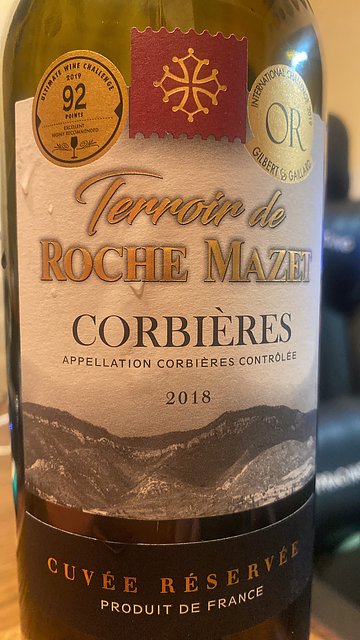 ULTIMATE WINE CHALLENGE
2019
92
POINTS
EXCELLENT
HIGHLY RECOMMENDED
INTERNATIONAL
OR
GILBERT & GAILLARD
Terroir de
ROCHE MAZET
CORBIÈRES
APPELLATION CORBIÈRES CONTRÔLÉE
2018
CUVÉE RÉSERVÉE
PRODUIT DE FRANCE